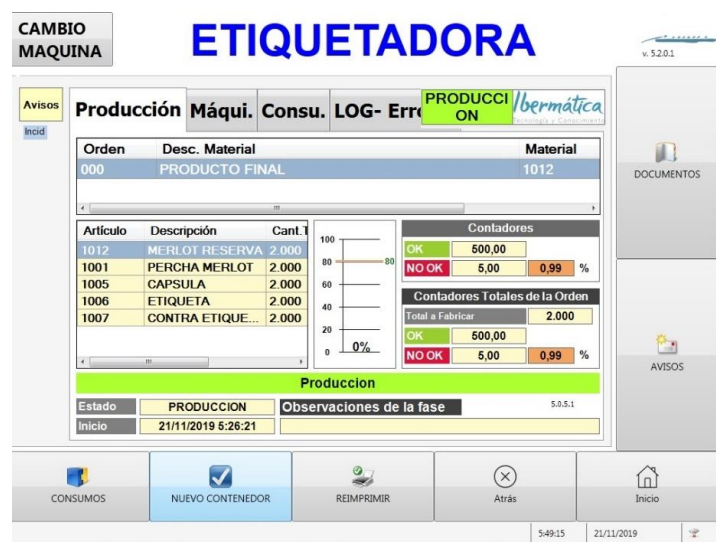 CAMBIO
MAQUINA
ETIQUETADORA
v. 5.2.0.1
Avisos
Incid
Producción Máqui. Consu. LOG- Erro
PRODUCCI
ON
Ibermática
Tecnología y Conocimiento
Orden Desc. Material Material
000 PRODUCTO FINAL 1012
DOCUMENTOS
Artículo Descripción Cant.T
1012 MERLOT RESERVA 2.000
1001 PERCHA MERLOT 2.000
1005 CAPSULA 2.000
1006 ETIQUETA 2.000
1007 CONTRA ETIQUE... 2.000
100
80 80
60
40
20
0 0%
Contadores
OK 500,00
NO OK 5,00 0,99 %
Contadores Totales de la Orden
Total a Fabricar 2.000
OK 500,00
NO OK 5,00 0,99 %
AVISOS
Produccion
Estado PRODUCCION Observaciones de la fase 5.0.5.1
Inicio 21/11/2019 5:26:21
CONSUMOS NUEVO CONTENEDOR REIMPRIMIR Atrás Inicio
5:49:15 21/11/2019